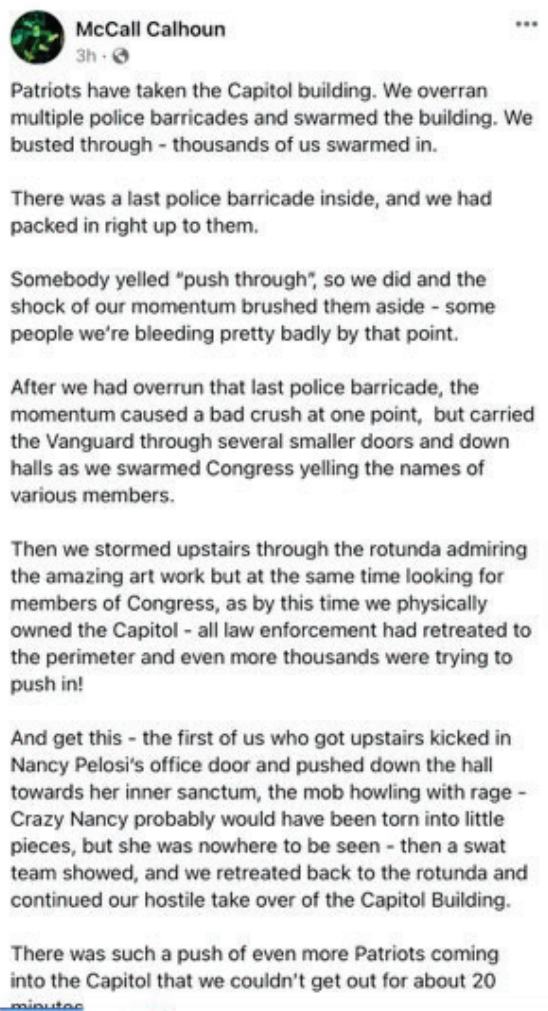 McCall Calhoun
3h ·
Patriots have taken the Capitol building. We overran
multiple police barricades and swarmed the building. We
busted through - thousands of us swarmed in.
There was a last police barricade inside, and we had
packed in right up to them.
Somebody yelled "push through", so we did and the
shock of our momentum brushed them aside - some
people we're bleeding pretty badly by that point.
After we had overrun that last police barricade, the
momentum caused a bad crush at one point, but carried
the Vanguard through several smaller doors and down
halls as we swarmed Congress yelling the names of
various members.
Then we stormed upstairs through the rotunda admiring
the amazing art work but at the same time looking for
members of Congress, as by this time we physically
owned the Capitol - all law enforcement had retreated to
the perimeter and even more thousands were trying to
push in!
And get this - the first of us who got upstairs kicked in
Nancy Pelosi's office door and pushed down the hall
towards her inner sanctum, the mob howling with rage -
Crazy Nancy probably would have been torn into little
pieces, but she was nowhere to be seen - then a swat
team showed, and we retreated back to the rotunda and
continued our hostile take over of the Capitol Building.
There was such a push of even more Patriots coming
into the Capitol that we couldn't get out for about 20
minutes